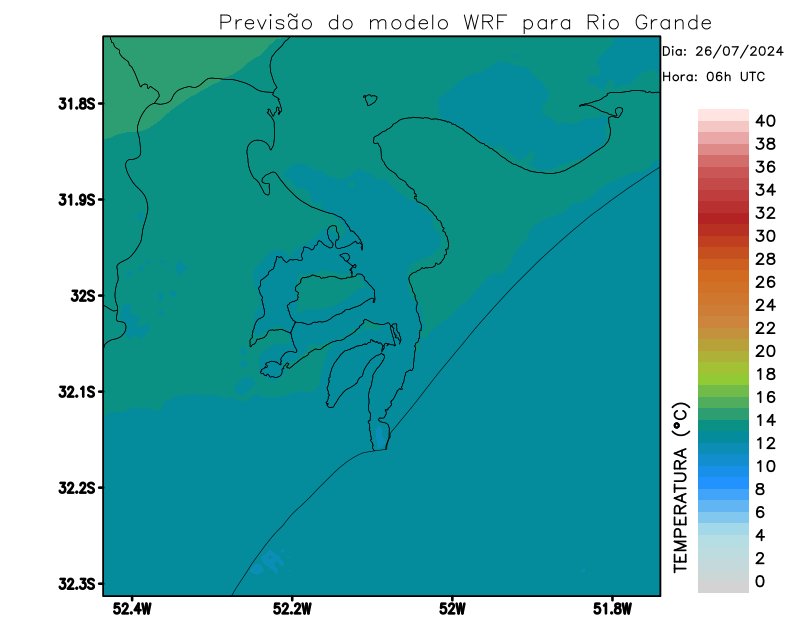 Previsão do modelo WRF para Rio Grande
Dia: 26/07/2024
Hora: 06h UTC
31.8S
31.9S
32S
32.1S
32.2S
32.3S
52.4W
52.2W
52W
51.8W
TEMPERATURA (°C)
40
38
36
34
32
30
28
26
24
22
20
18
16
14
12
10
8
6
4
2
0